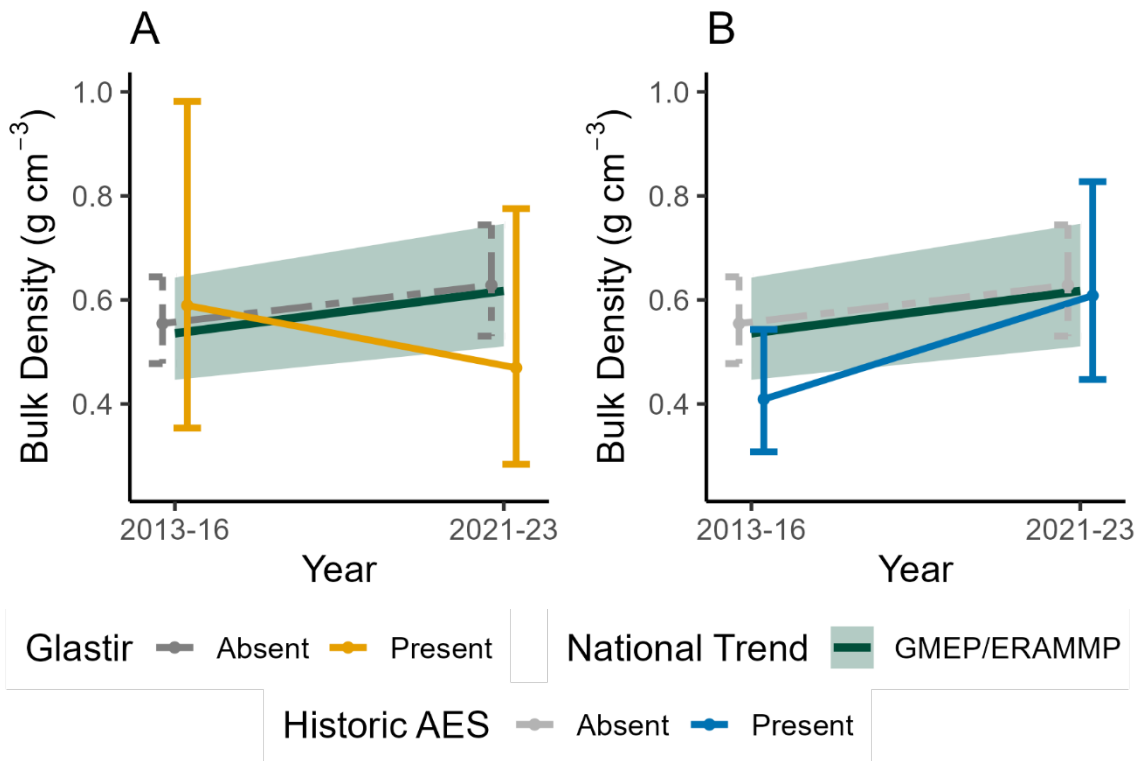 A
Bulk Density (g cm⁻³)
1.0
0.8
0.6
0.4
2013-16
2021-23
Year
B
Bulk Density (g cm⁻³)
1.0
0.8
0.6
0.4
2013-16
2021-23
Year
Glastir Absent Present
National Trend GMEP/ERAMMP
Historic AES Absent Present